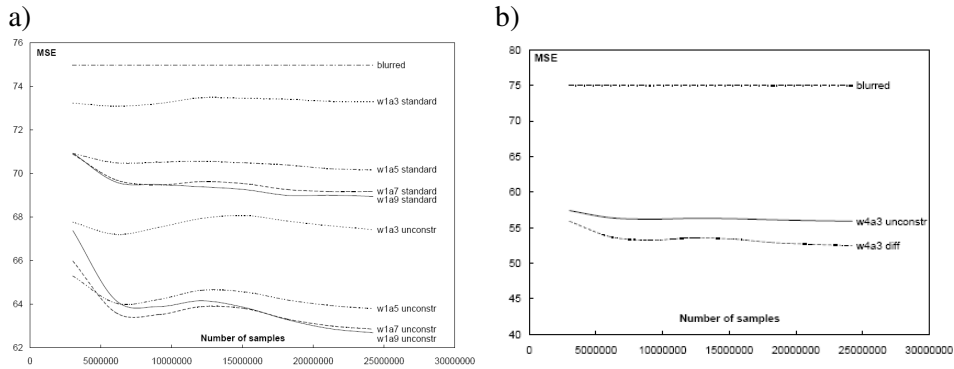 a)
76
MSE
blurred
74
w1a3 standard
72
70
w1a5 standard
w1a7 standard
w1a9 standard
68
w1a3 unconstr
66
64
w1a5 unconstr
w1a7 unconstr
w1a9 unconstr
Number of samples
62
0
5000000
10000000
15000000
20000000
25000000
30000000
b)
80
MSE
75
blurred
70
65
60
55
w4a3 unconstr
w4a3 diff
50
45
Number of samples
40
0
5000000
10000000
15000000
20000000
25000000
30000000